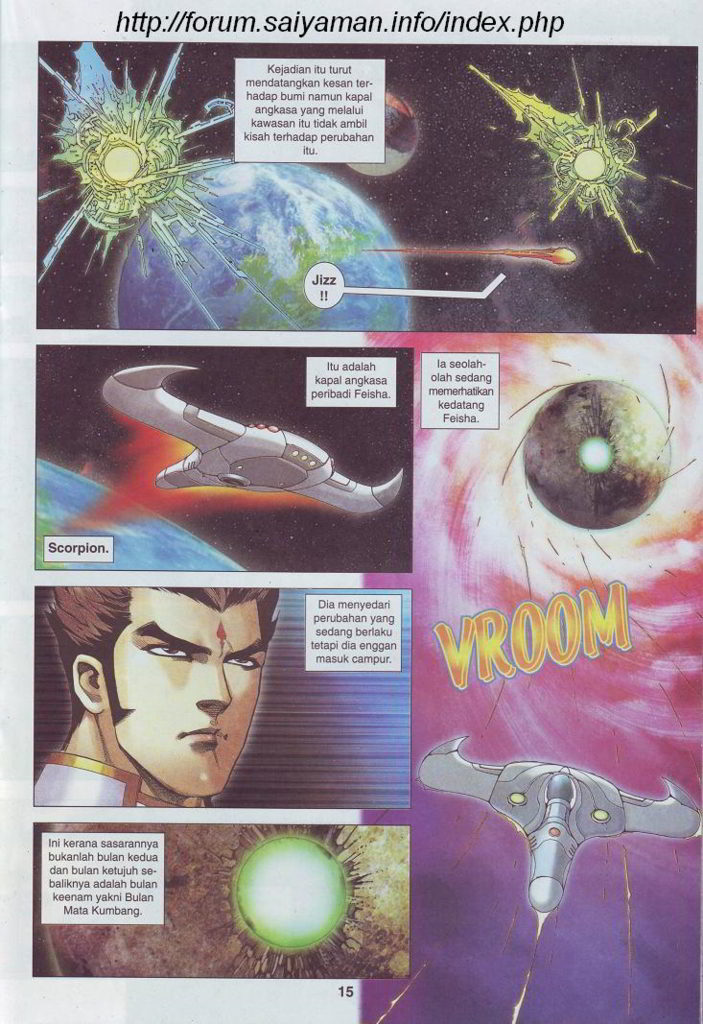 http://forum.saiyaman.info/index.php
Kejadian itu turut
mendatangkan kesan ter-
hadap bumi namun kapal
angkasa yang melalui
kawasan itu tidak ambil
kisah terhadap perubahan
itu.
Jizz
!!
Itu adalah
kapal angkasa
peribadi Feisha.
Scorpion.
Ia seolah-
olah sedang
memerhatikan
kedatang
Feisha.
VROOM
Dia menyedari
perubahan yang
sedang berlaku
tetapi dia enggan
masuk campur.
Ini kerana sasarannya
bukanlah bulan kedua
dan bulan ketujuh se-
baliknya adalah bulan
keenam yakni Bulan
Mata Kumbang.
15